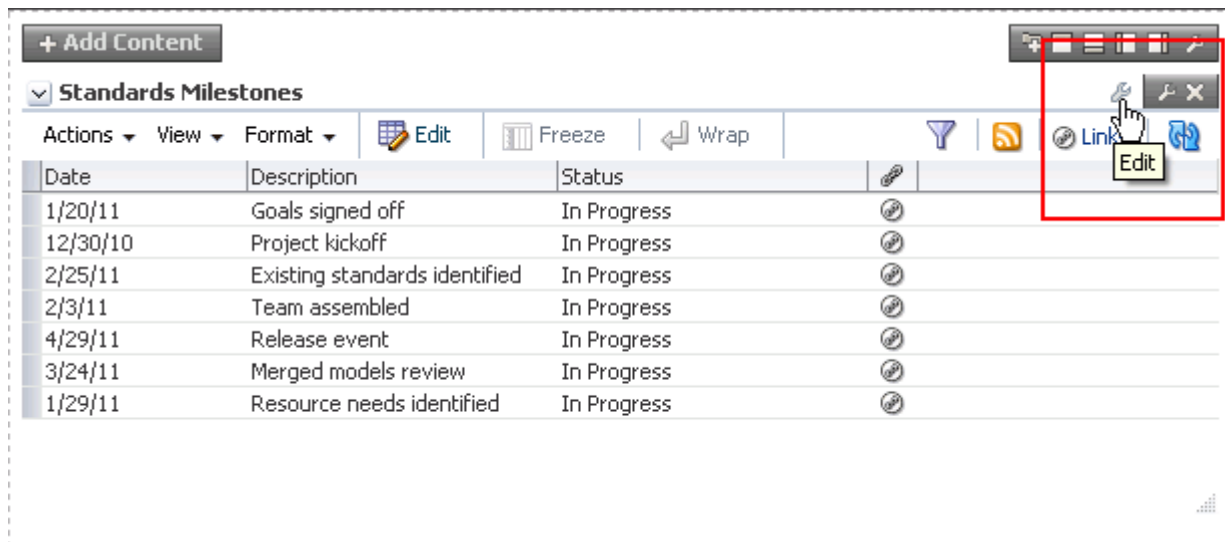 + Add Content
Standards Milestones
Actions View Format Edit Freeze Wrap Link
Edit
Date Description Status
1/20/11 Goals signed off In Progress
12/30/10 Project kickoff In Progress
2/25/11 Existing standards identified In Progress
2/3/11 Team assembled In Progress
4/29/11 Release event In Progress
3/24/11 Merged models review In Progress
1/29/11 Resource needs identified In Progress